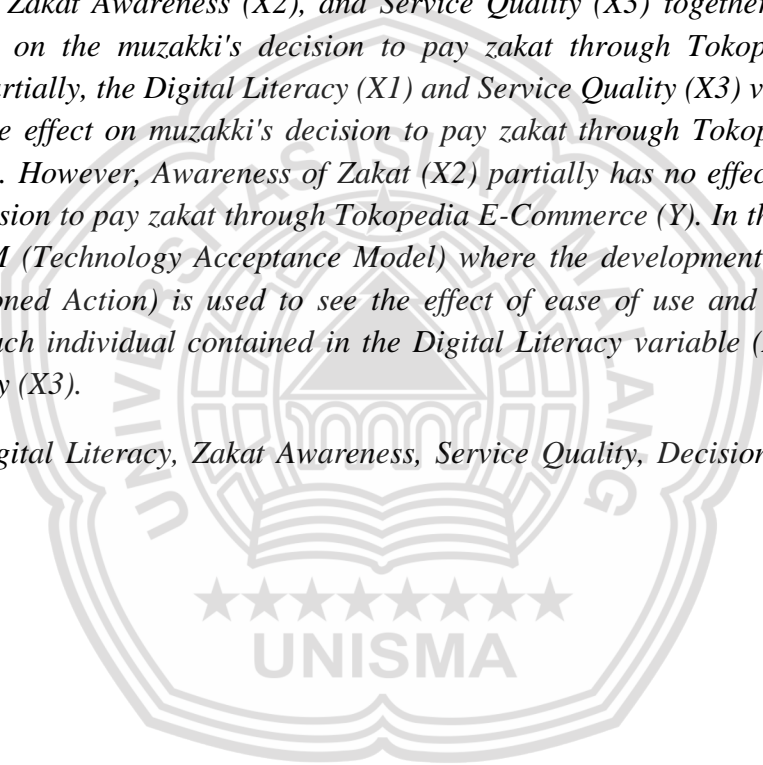 Zakat Awareness (X2), and Service Quality (X3) together
on the muzakki's decision to pay zakat through Tokop
artially, the Digital Literacy (X1) and Service Quality (X3) v
e effect on muzakki's decision to pay zakat through Tokop
. However, Awareness of Zakat (X2) partially has no effec
sion to pay zakat through Tokopedia E-Commerce (Y). In th
M (Technology Acceptance Model) where the development
oned Action) is used to see the effect of ease of use and
uch individual contained in the Digital Literacy variable (
y (X3).
gital Literacy, Zakat Awareness, Service Quality, Decision
UNIVERSITAS ISLAM MALANG
UNISMA